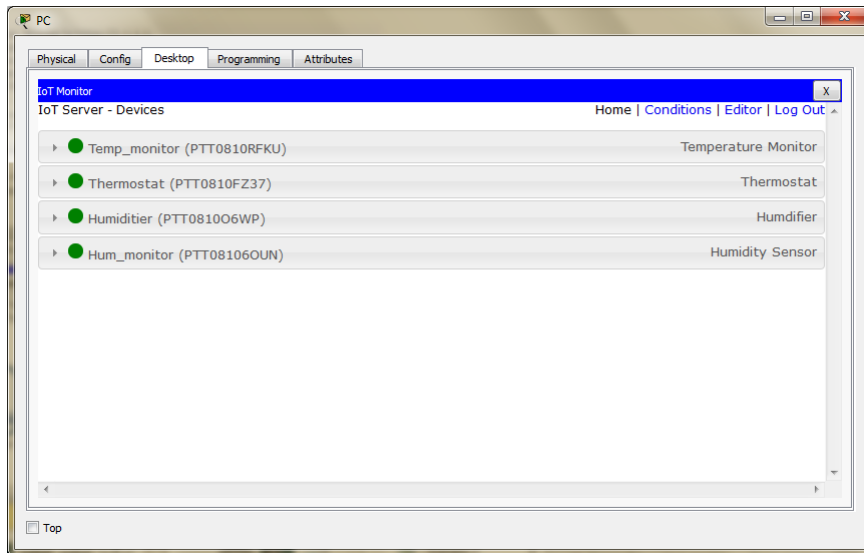 PC
Physical Config Desktop Programming Attributes
IoT Monitor X
IoT Server - Devices Home | Conditions | Editor | Log Out
Temp_monitor (PTT0810RFKU) Temperature Monitor
Thermostat (PTT0810FZ37) Thermostat
Humiditier (PTT0810O6WP) Humdifier
Hum_monitor (PTT08106OUN) Humidity Sensor
Top